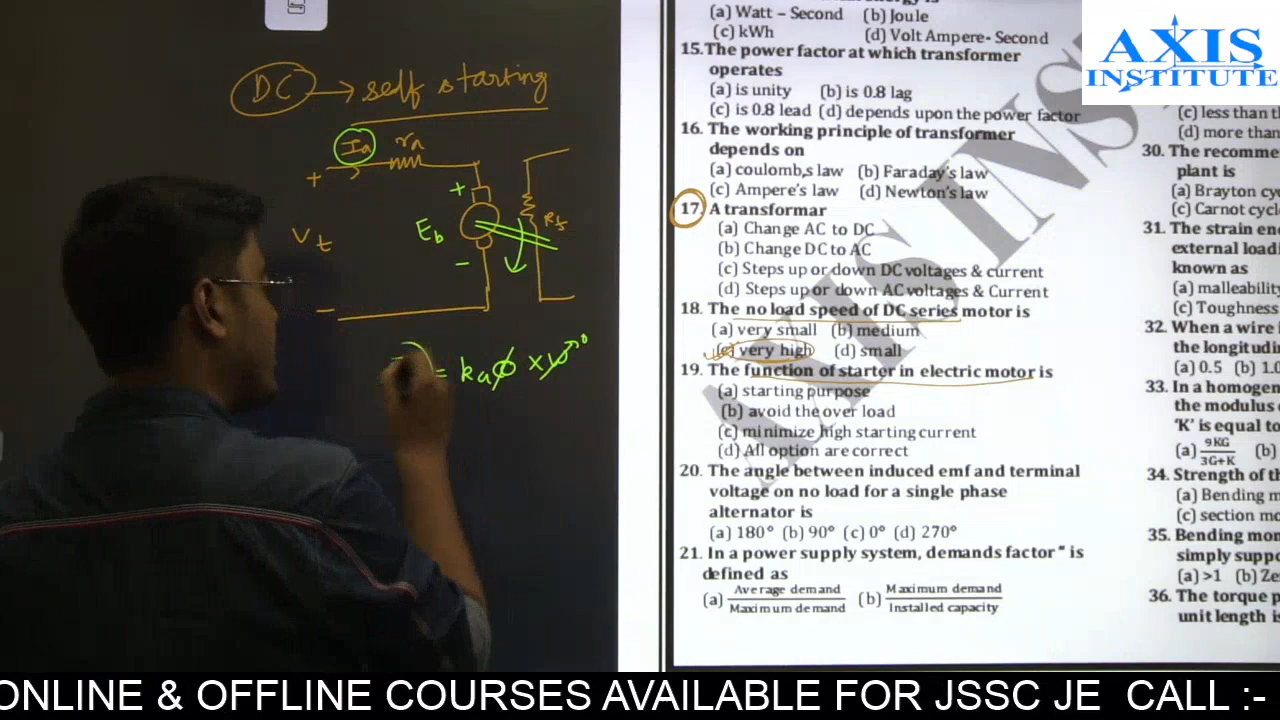 DC → self starting
Ia
ra
+
+
Vt
Eb
Rf
-
-
= kaφ × 0
(a) Watt – Second (b) Joule
(c) kWh (d) Volt Ampere- Second
15.The power factor at which transformer
operates
(a) is unity (b) is 0.8 lag
(c) is 0.8 lead (d) depends upon the power factor
16. The working principle of transformer
depends on
(a) coulomb,s law (b) Faraday's law
(c) Ampere's law (d) Newton's law
17. A transformar
(a) Change AC to DC
(b) Change DC to AC
(c) Steps up or down DC voltages & current
(d) Steps up or down AC voltages & Current
18. The no load speed of DC series motor is
(a) very small (b) medium
(c) very high (d) small
19. The function of starter in electric motor is
(a) starting purpose
(b) avoid the over load
(c) minimize high starting current
(d) All option are correct
20. The angle between induced emf and terminal
voltage on no load for a single phase
alternator is
(a) 180° (b) 90° (c) 0° (d) 270°
21. In a power supply system, demands factor " is
defined as
(a) Average demand / Maximum demand (b) Maximum demand / Installed capacity
AXIS INS
AXIS
INSTITUTE
(c) less than
(d) more than
30. The recomme
plant is
(a) Brayton cy
(c) Carnot cycl
31. The strain en
external load
known as
(a) malleability
(c) Toughness
32. When a wire
the longitudin
(a) 0.5 (b) 1.0
33. In a homogen
the modulus
'K' is equal to
(a) 9KG / 3G+K (b)
34. Strength of th
(a) Bending m
(c) section mo
35. Bending mon
simply suppo
(a) >1 (b) Ze
36. The torque p
unit length is
ONLINE & OFFLINE COURSES AVAILABLE FOR JSSC JE CALL :-